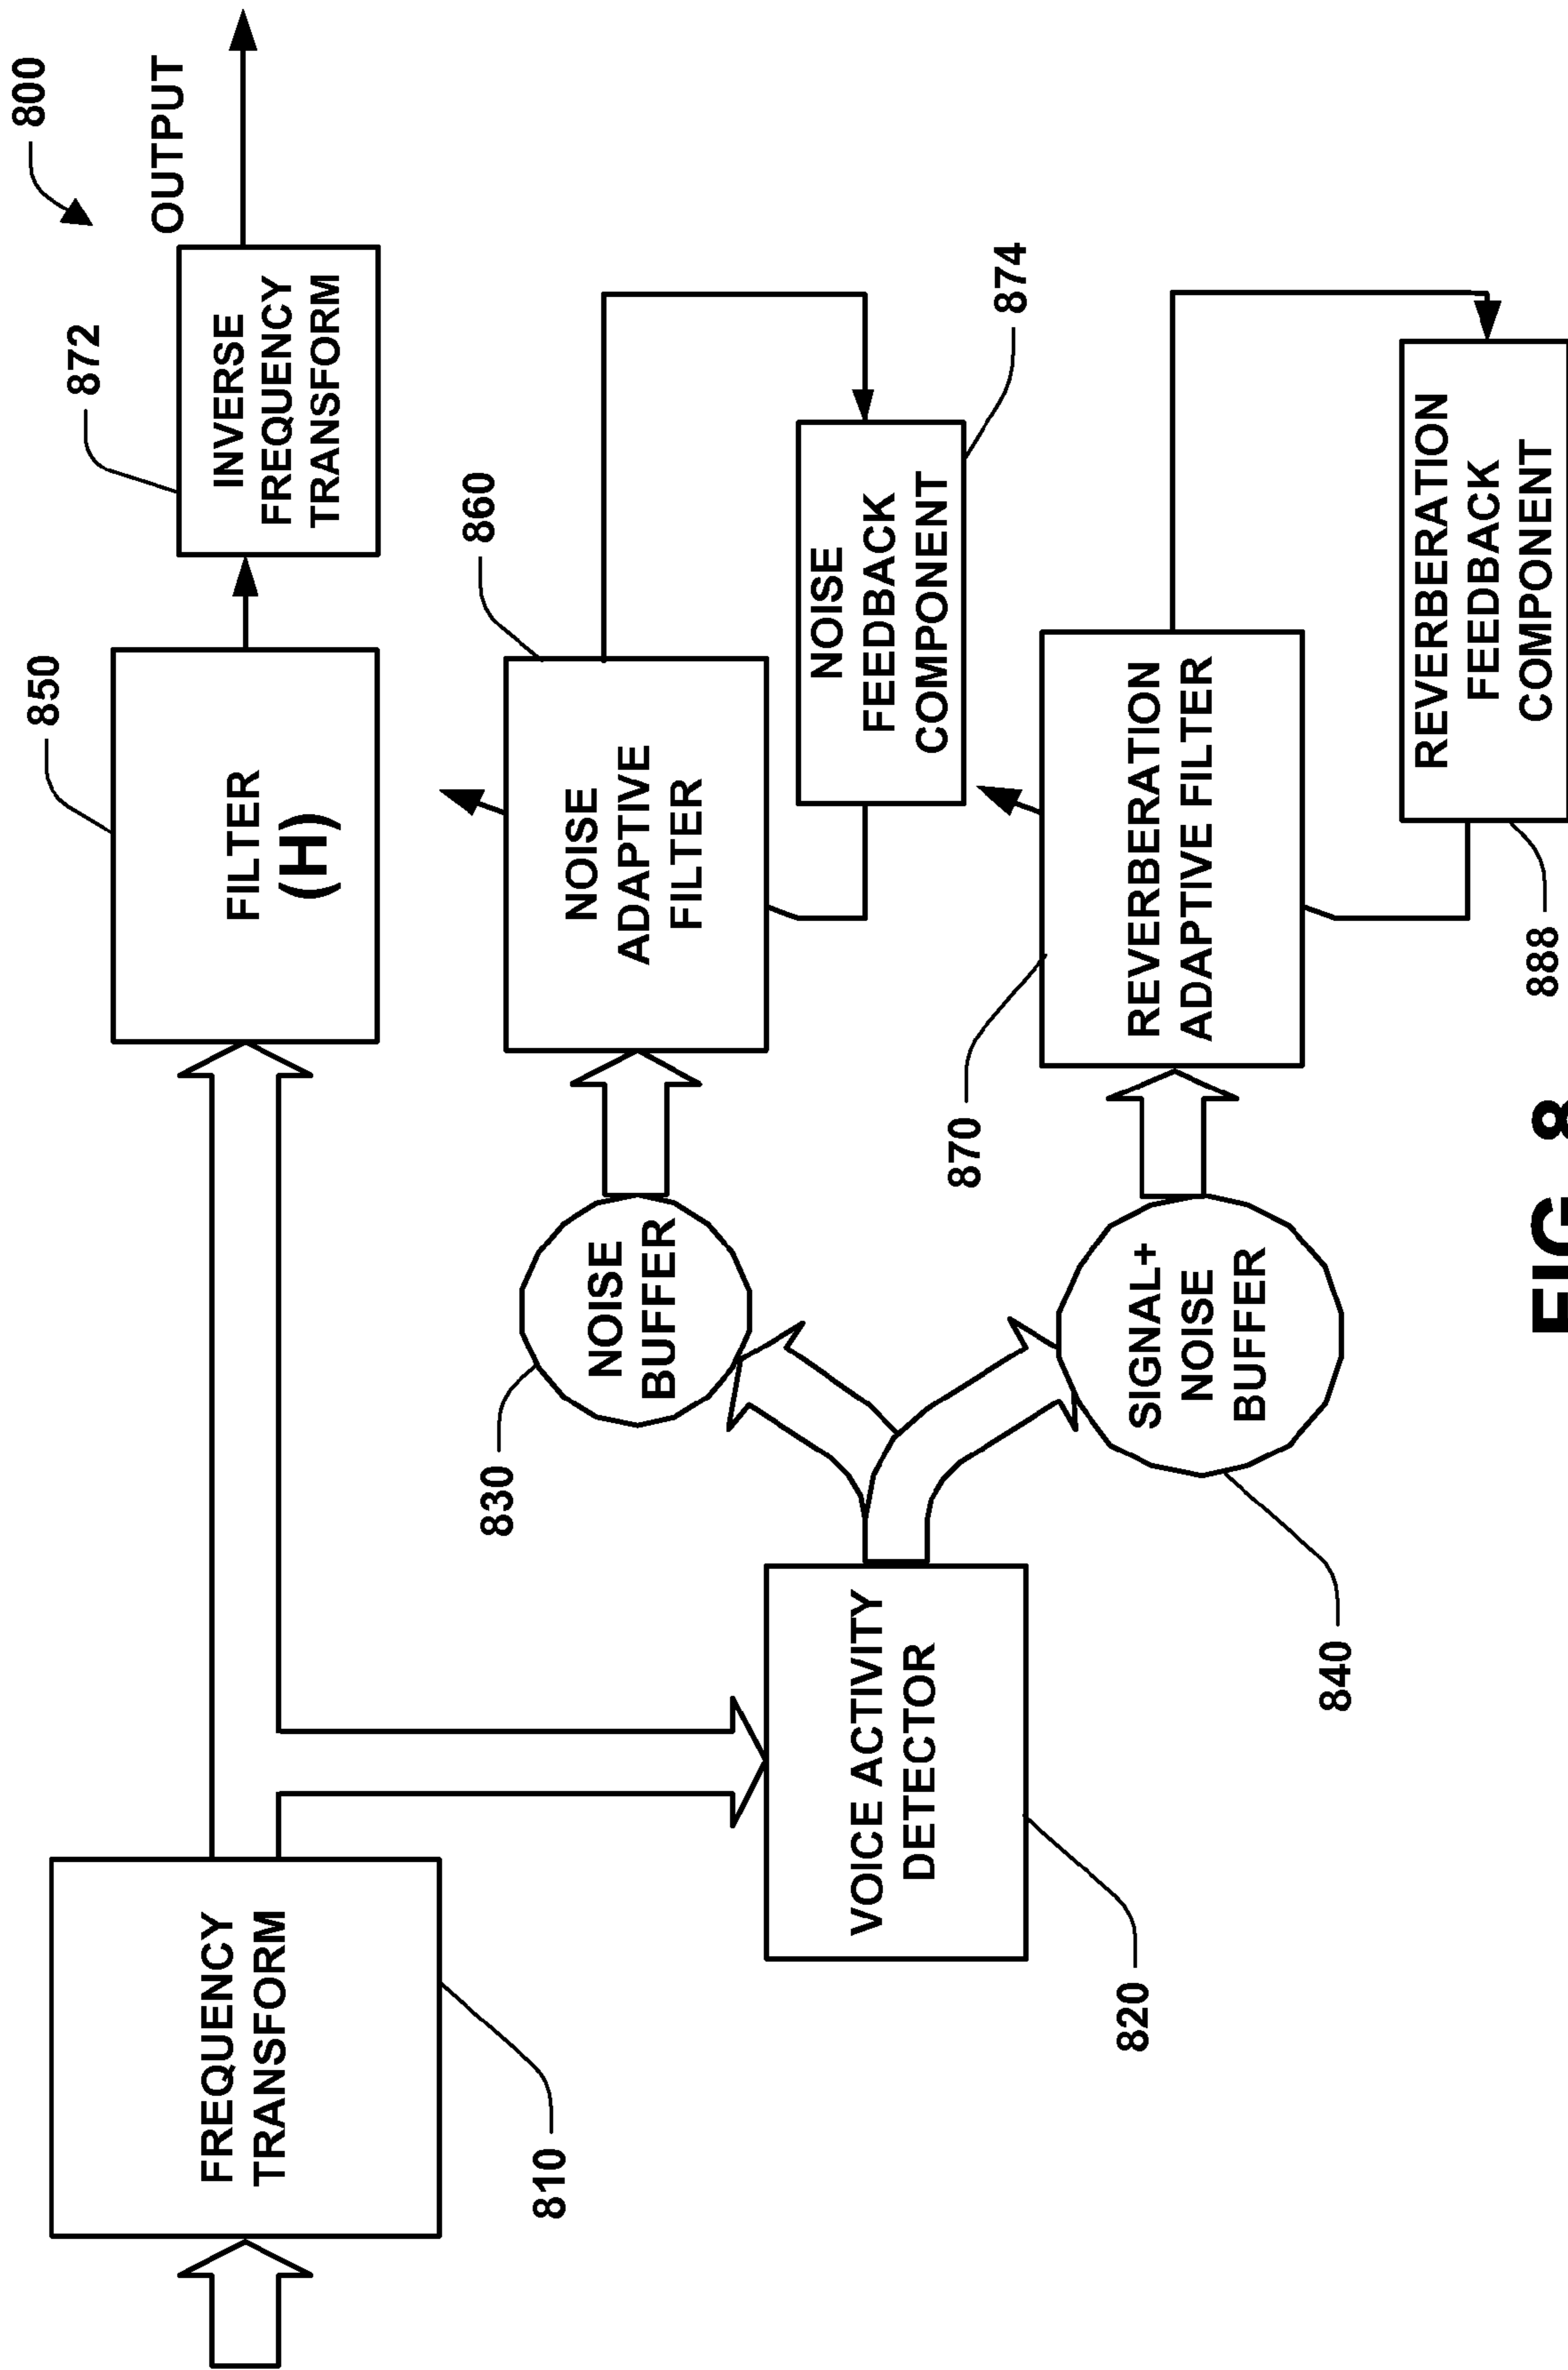 800
OUTPUT
872
INVERSE
FREQUENCY
TRANSFORM
850
FILTER
(H)
FREQUENCY
TRANSFORM
810
860
NOISE
ADAPTIVE
FILTER
NOISE
FEEDBACK
COMPONENT
874
830
NOISE
BUFFER
VOICE ACTIVITY
DETECTOR
820
SIGNAL+
NOISE
BUFFER
840
870
REVERBERATION
ADAPTIVE FILTER
REVERBERATION
FEEDBACK
COMPONENT
888
FIG. 8